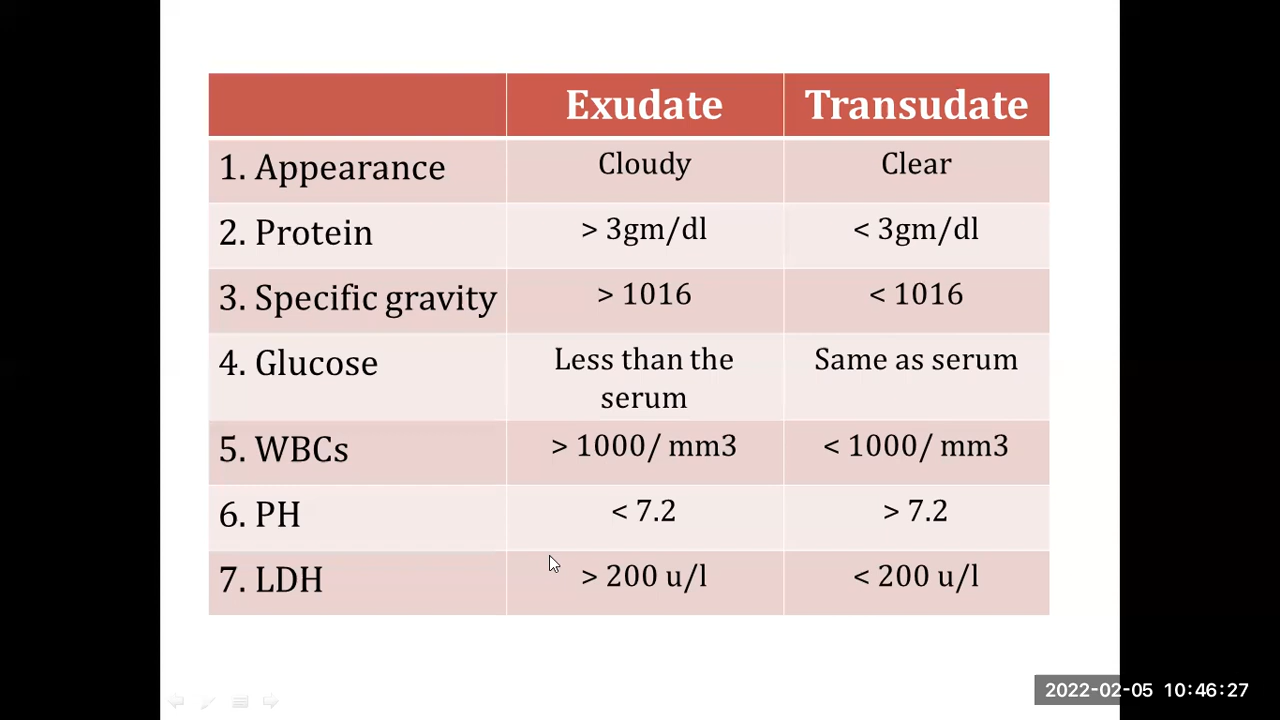 Exudate Transudate
1. Appearance Cloudy Clear
2. Protein > 3gm/dl < 3gm/dl
3. Specific gravity > 1016 < 1016
4. Glucose Less than the Same as serum
serum
5. WBCs > 1000/ mm3 < 1000/ mm3
6. PH < 7.2 > 7.2
7. LDH > 200 u/l < 200 u/l
2022-02-05 10:46:27